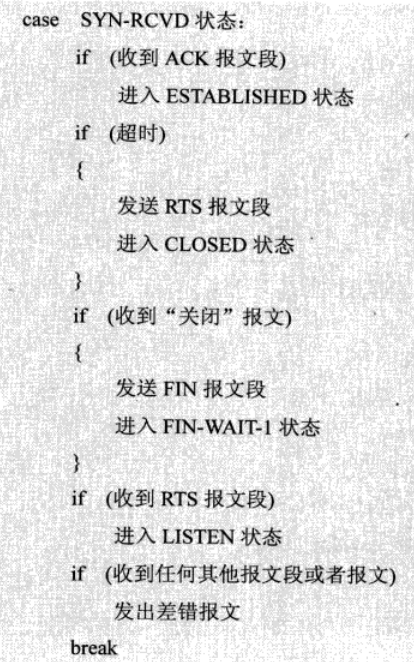 case SYN-RCVD 状态：
if (收到 ACK 报文段)
进入 ESTABLISHED 状态
if (超时)
{
发送 RTS 报文段
进入 CLOSED 状态
}
if (收到“关闭”报文)
{
发送 FIN 报文段
进入 FIN-WAIT-1 状态
}
if (收到 RTS 报文段)
进入 LISTEN 状态
if (收到任何其他报文段或者报文)
发出差错报文
break